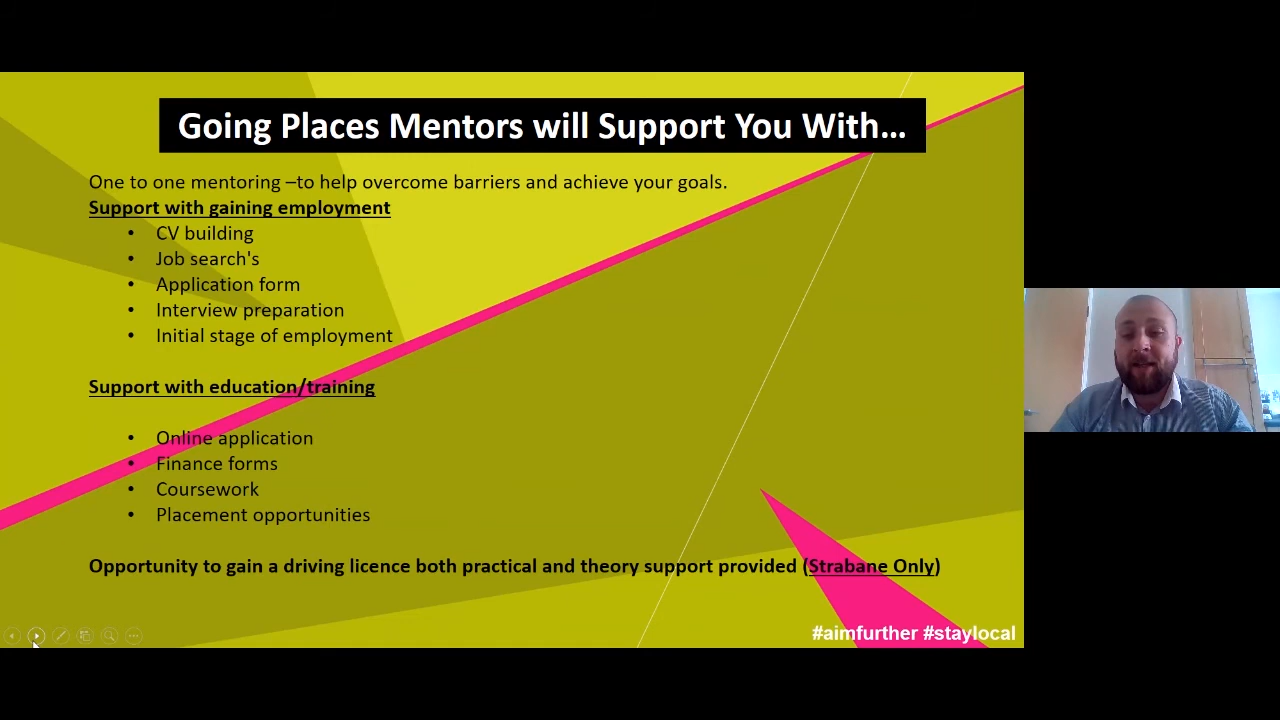 Going Places Mentors will Support You With...
One to one mentoring –to help overcome barriers and achieve your goals.
Support with gaining employment
• CV building
• Job search's
• Application form
• Interview preparation
• Initial stage of employment
Support with education/training
• Online application
• Finance forms
• Coursework
• Placement opportunities
Opportunity to gain a driving licence both practical and theory support provided (Strabane Only)
#aimfurther #staylocal